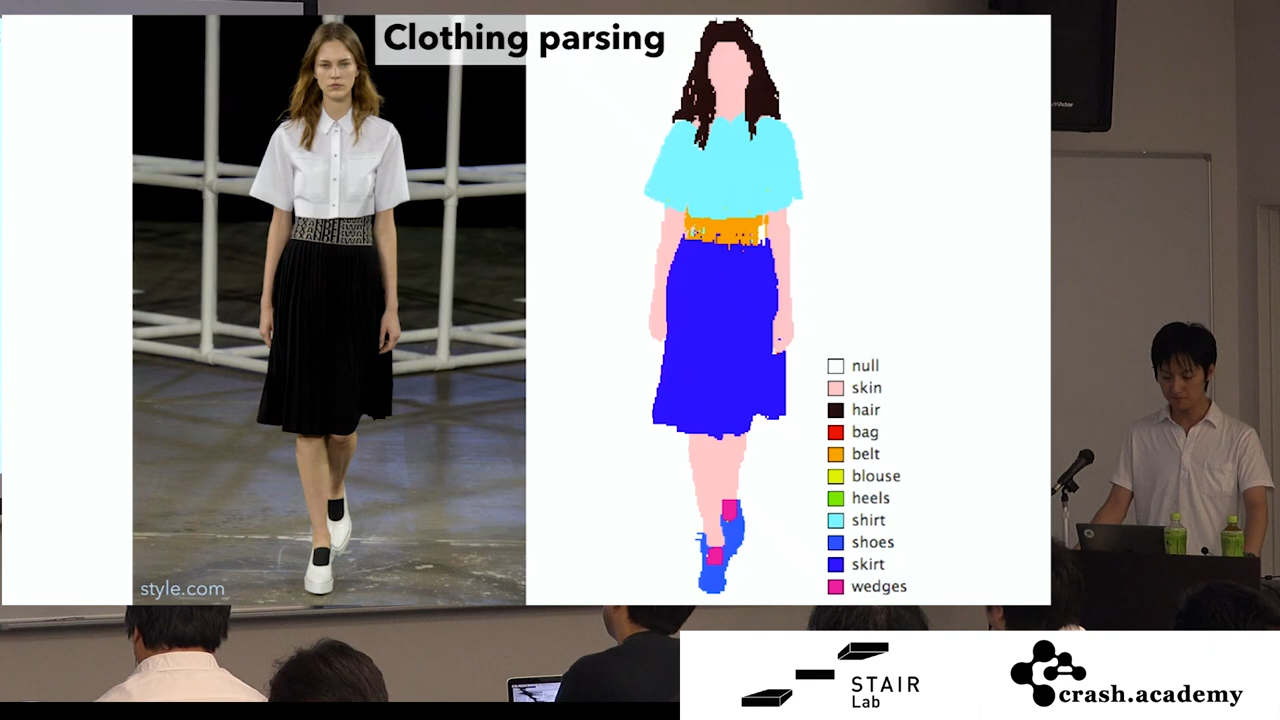 Clothing parsing
null
skin
hair
bag
belt
blouse
heels
shirt
shoes
skirt
wedges
style.com
STAIR
Lab
crash.academy